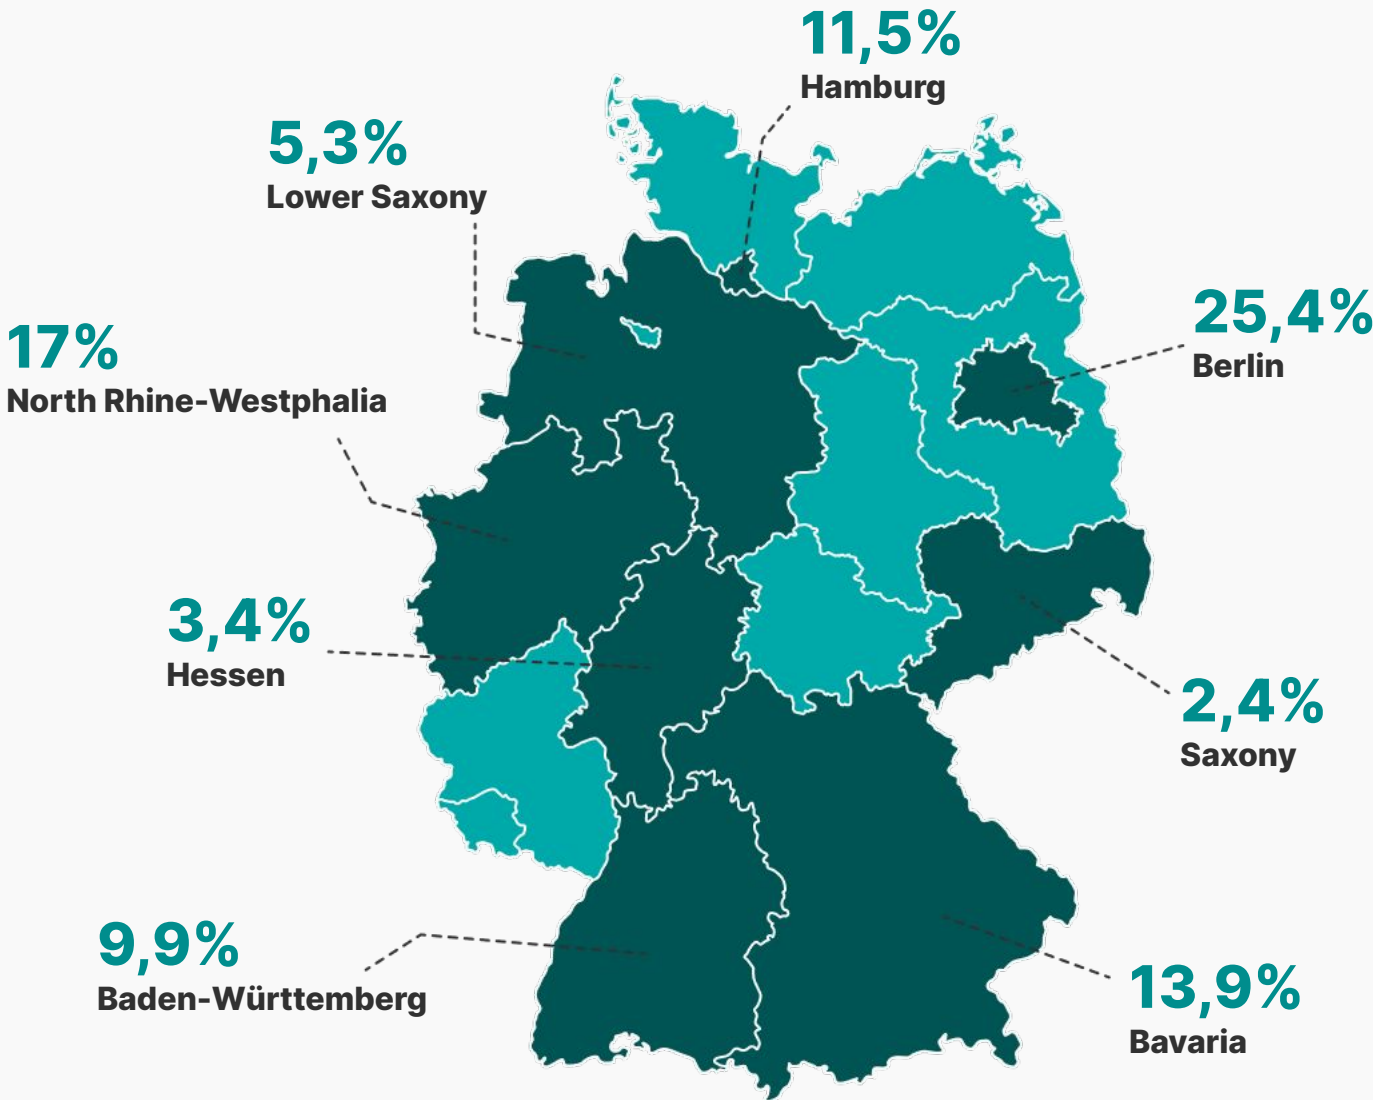 11,5%
Hamburg
5,3%
Lower Saxony
25,4%
Berlin
17%
North Rhine-Westphalia
3,4%
Hessen
2,4%
Saxony
9,9%
Baden-Württemberg
13,9%
Bavaria